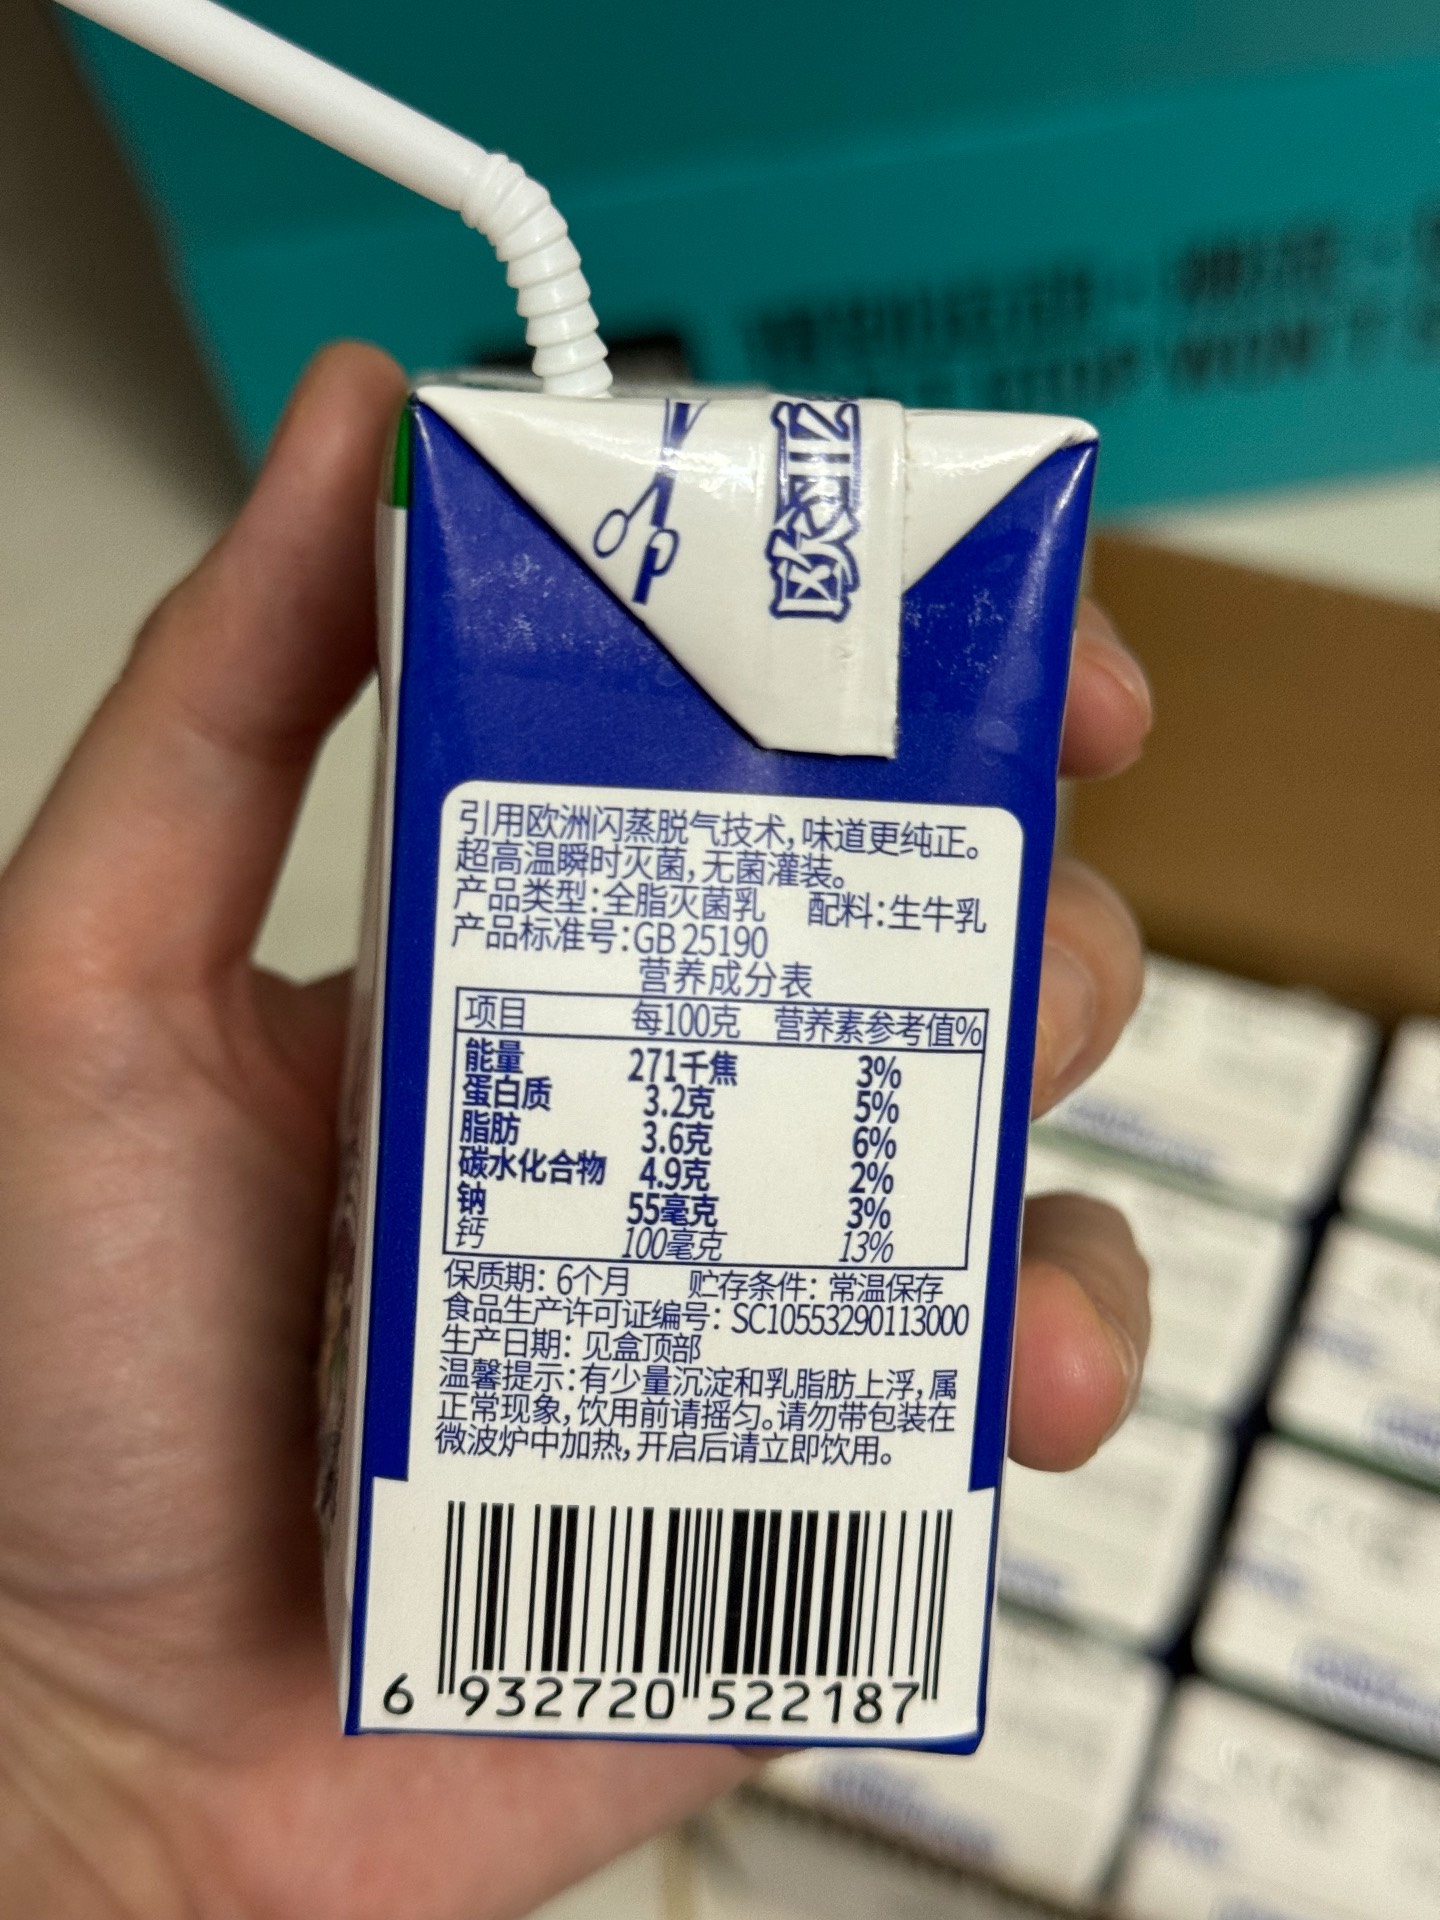 欧亚
引用欧洲闪蒸脱气技术,味道更纯正。
超高温瞬时灭菌,无菌灌装。
产品类型:全脂灭菌乳 配料:生牛乳
产品标准号:GB 25190
营养成分表
项目 每100克 营养素参考值%
能量 271千焦 3%
蛋白质 3.2克 5%
脂肪 3.6克 6%
碳水化合物 4.9克 2%
钠 55毫克 3%
钙 100毫克 13%
保质期:6个月 贮存条件:常温保存
食品生产许可证编号:SC10553290113000
生产日期:见盒顶部
温馨提示:有少量沉淀和乳脂肪上浮,属
正常现象,饮用前请摇匀。请勿带包装在
微波炉中加热,开启后请立即饮用。
6 932720 522187